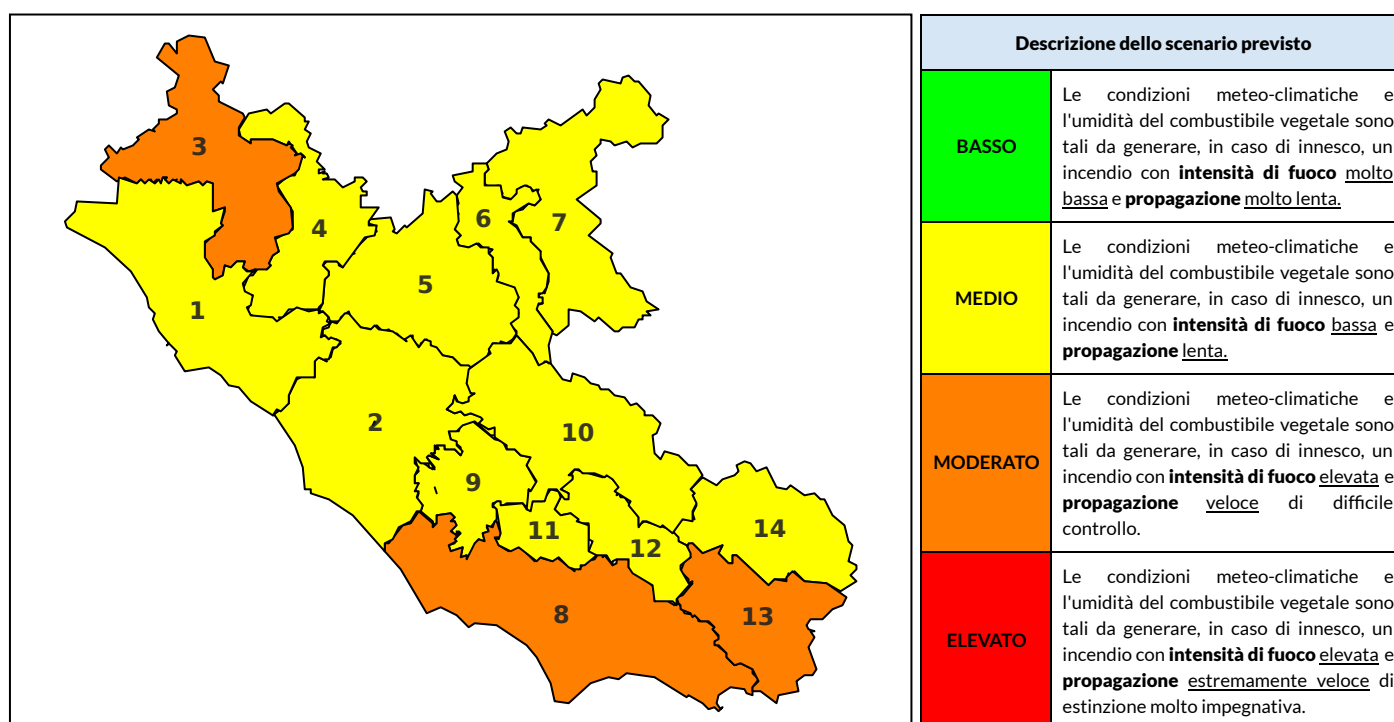 3
4
6
7
5
1
2
10
9
11
12
14
8
13
Descrizione dello scenario previsto
BASSO
Le condizioni meteo-climatiche e
l'umidità del combustibile vegetale sono
tali da generare, in caso di innesco, un
incendio con intensità di fuoco molto
bassa e propagazione molto lenta.
MEDIO
Le condizioni meteo-climatiche e
l'umidità del combustibile vegetale sono
tali da generare, in caso di innesco, un
incendio con intensità di fuoco bassa e
propagazione lenta.
MODERATO
Le condizioni meteo-climatiche e
l'umidità del combustibile vegetale sono
tali da generare, in caso di innesco, un
incendio con intensità di fuoco elevata e
propagazione veloce di difficile
controllo.
ELEVATO
Le condizioni meteo-climatiche e
l'umidità del combustibile vegetale sono
tali da generare, in caso di innesco, un
incendio con intensità di fuoco elevata e
propagazione estremamente veloce di
estinzione molto impegnativa.